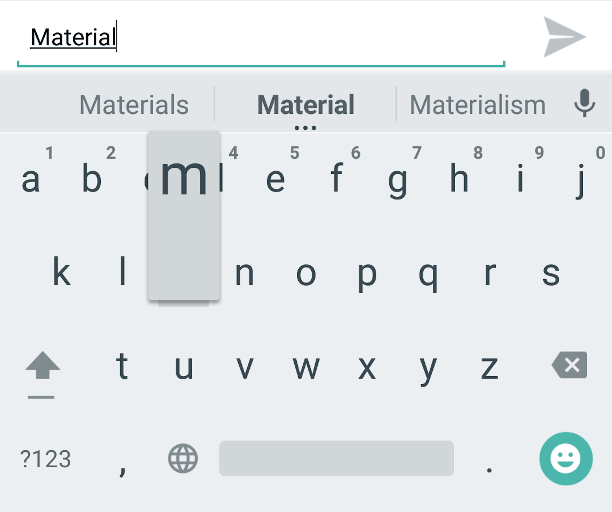 Material
Materials Material Materialism
1 2 4 5 6 7 8 9 0
a b m e f g h i j
k l n o p q r s
t u v w x y z
?123 , .